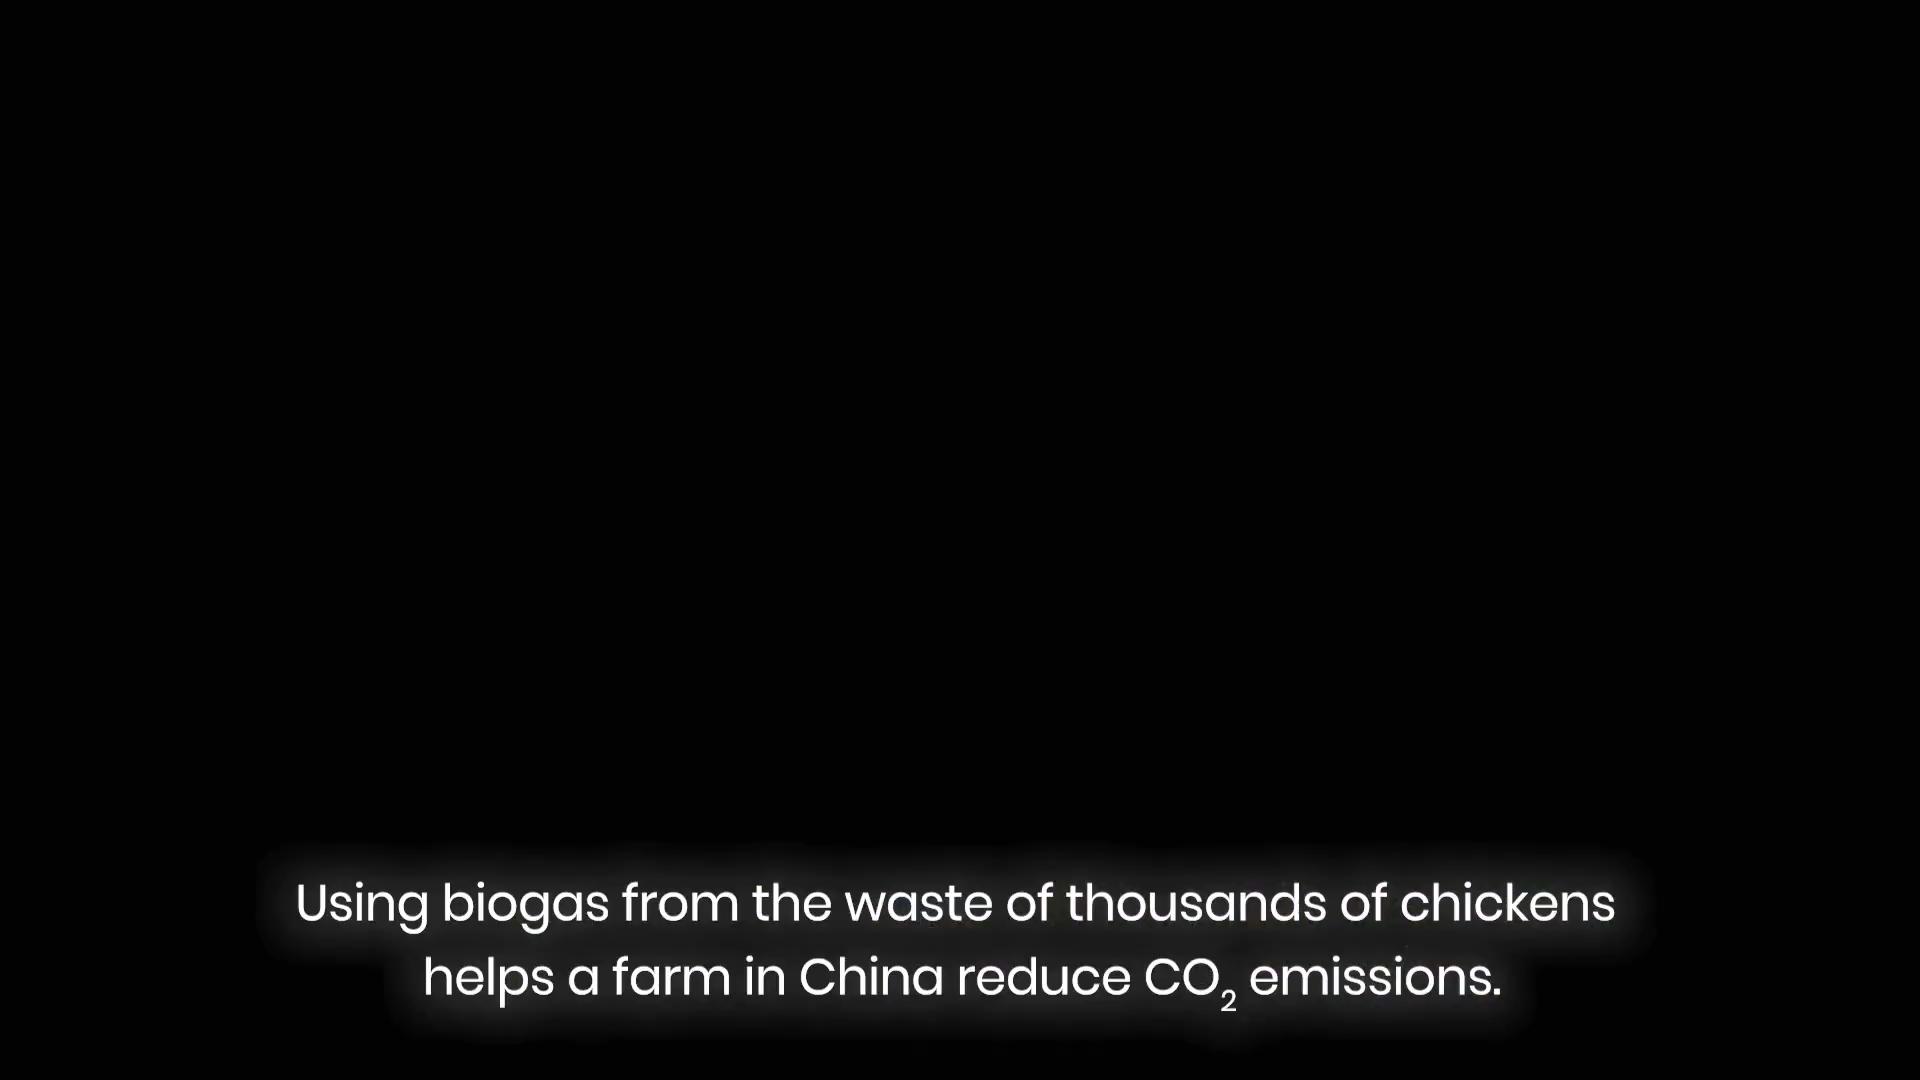 Using biogas from the waste of thousands of chickens
helps a farm in China reduce CO₂ emissions.